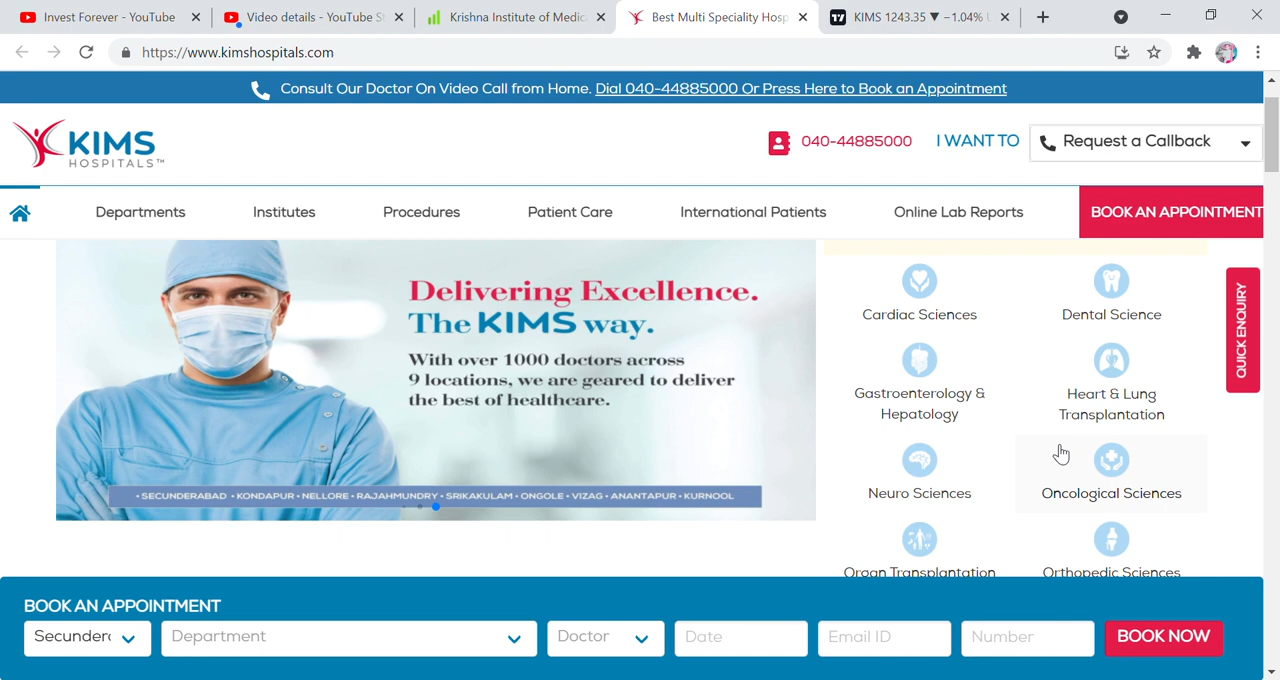 Invest Forever - YouTube
Video details - YouTube St
Krishna Institute of Medica
Best Multi Speciality Hosp
KIMS 1243.35 ▼ −1.04%
https://www.kimshospitals.com
Consult Our Doctor On Video Call from Home. Dial 040-44885000 Or Press Here to Book an Appointment
KIMS
HOSPITALS™
040-44885000
I WANT TO
Request a Callback
Departments
Institutes
Procedures
Patient Care
International Patients
Online Lab Reports
BOOK AN APPOINTMENT
Delivering Excellence.
The KIMS way.
With over 1000 doctors across
9 locations, we are geared to deliver
the best of healthcare.
• SECUNDERABAD • KONDAPUR • NELLORE • RAJAHMUNDRY • SRIKAKULAM • ONGOLE • VIZAG • ANANTAPUR • KURNOOL
Cardiac Sciences
Dental Science
Gastroenterology &
Hepatology
Heart & Lung
Transplantation
Neuro Sciences
Oncological Sciences
Organ Transplantation
Orthopedic Sciences
QUICK ENQUIRY
BOOK AN APPOINTMENT
Secundera
Department
Doctor
Date
Email ID
Number
BOOK NOW